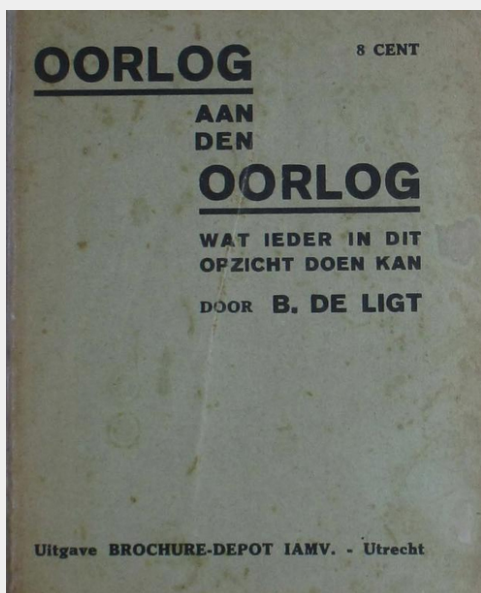 OORLOG
8 CENT
AAN
DEN
OORLOG
WAT IEDER IN DIT
OPZICHT DOEN KAN
DOOR B. DE LIGT
Uitgave BROCHURE-DEPOT IAMV. - Utrecht